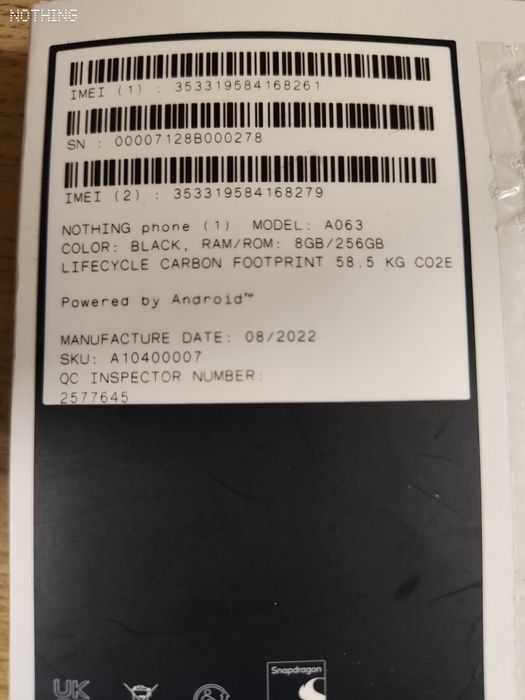 NOTHING
IMEI (1) : 353319584168261
SN : 00007128B000278
IMEI (2) : 353319584168279
NOTHING phone (1) MODEL: A063
COLOR: BLACK, RAM/ROM: 8GB/256GB
LIFECYCLE CARBON FOOTPRINT 58.5 KG CO2E
Powered by Android™
MANUFACTURE DATE: 08/2022
SKU: A10400007
QC INSPECTOR NUMBER:
2577645
UK
Snapdragon